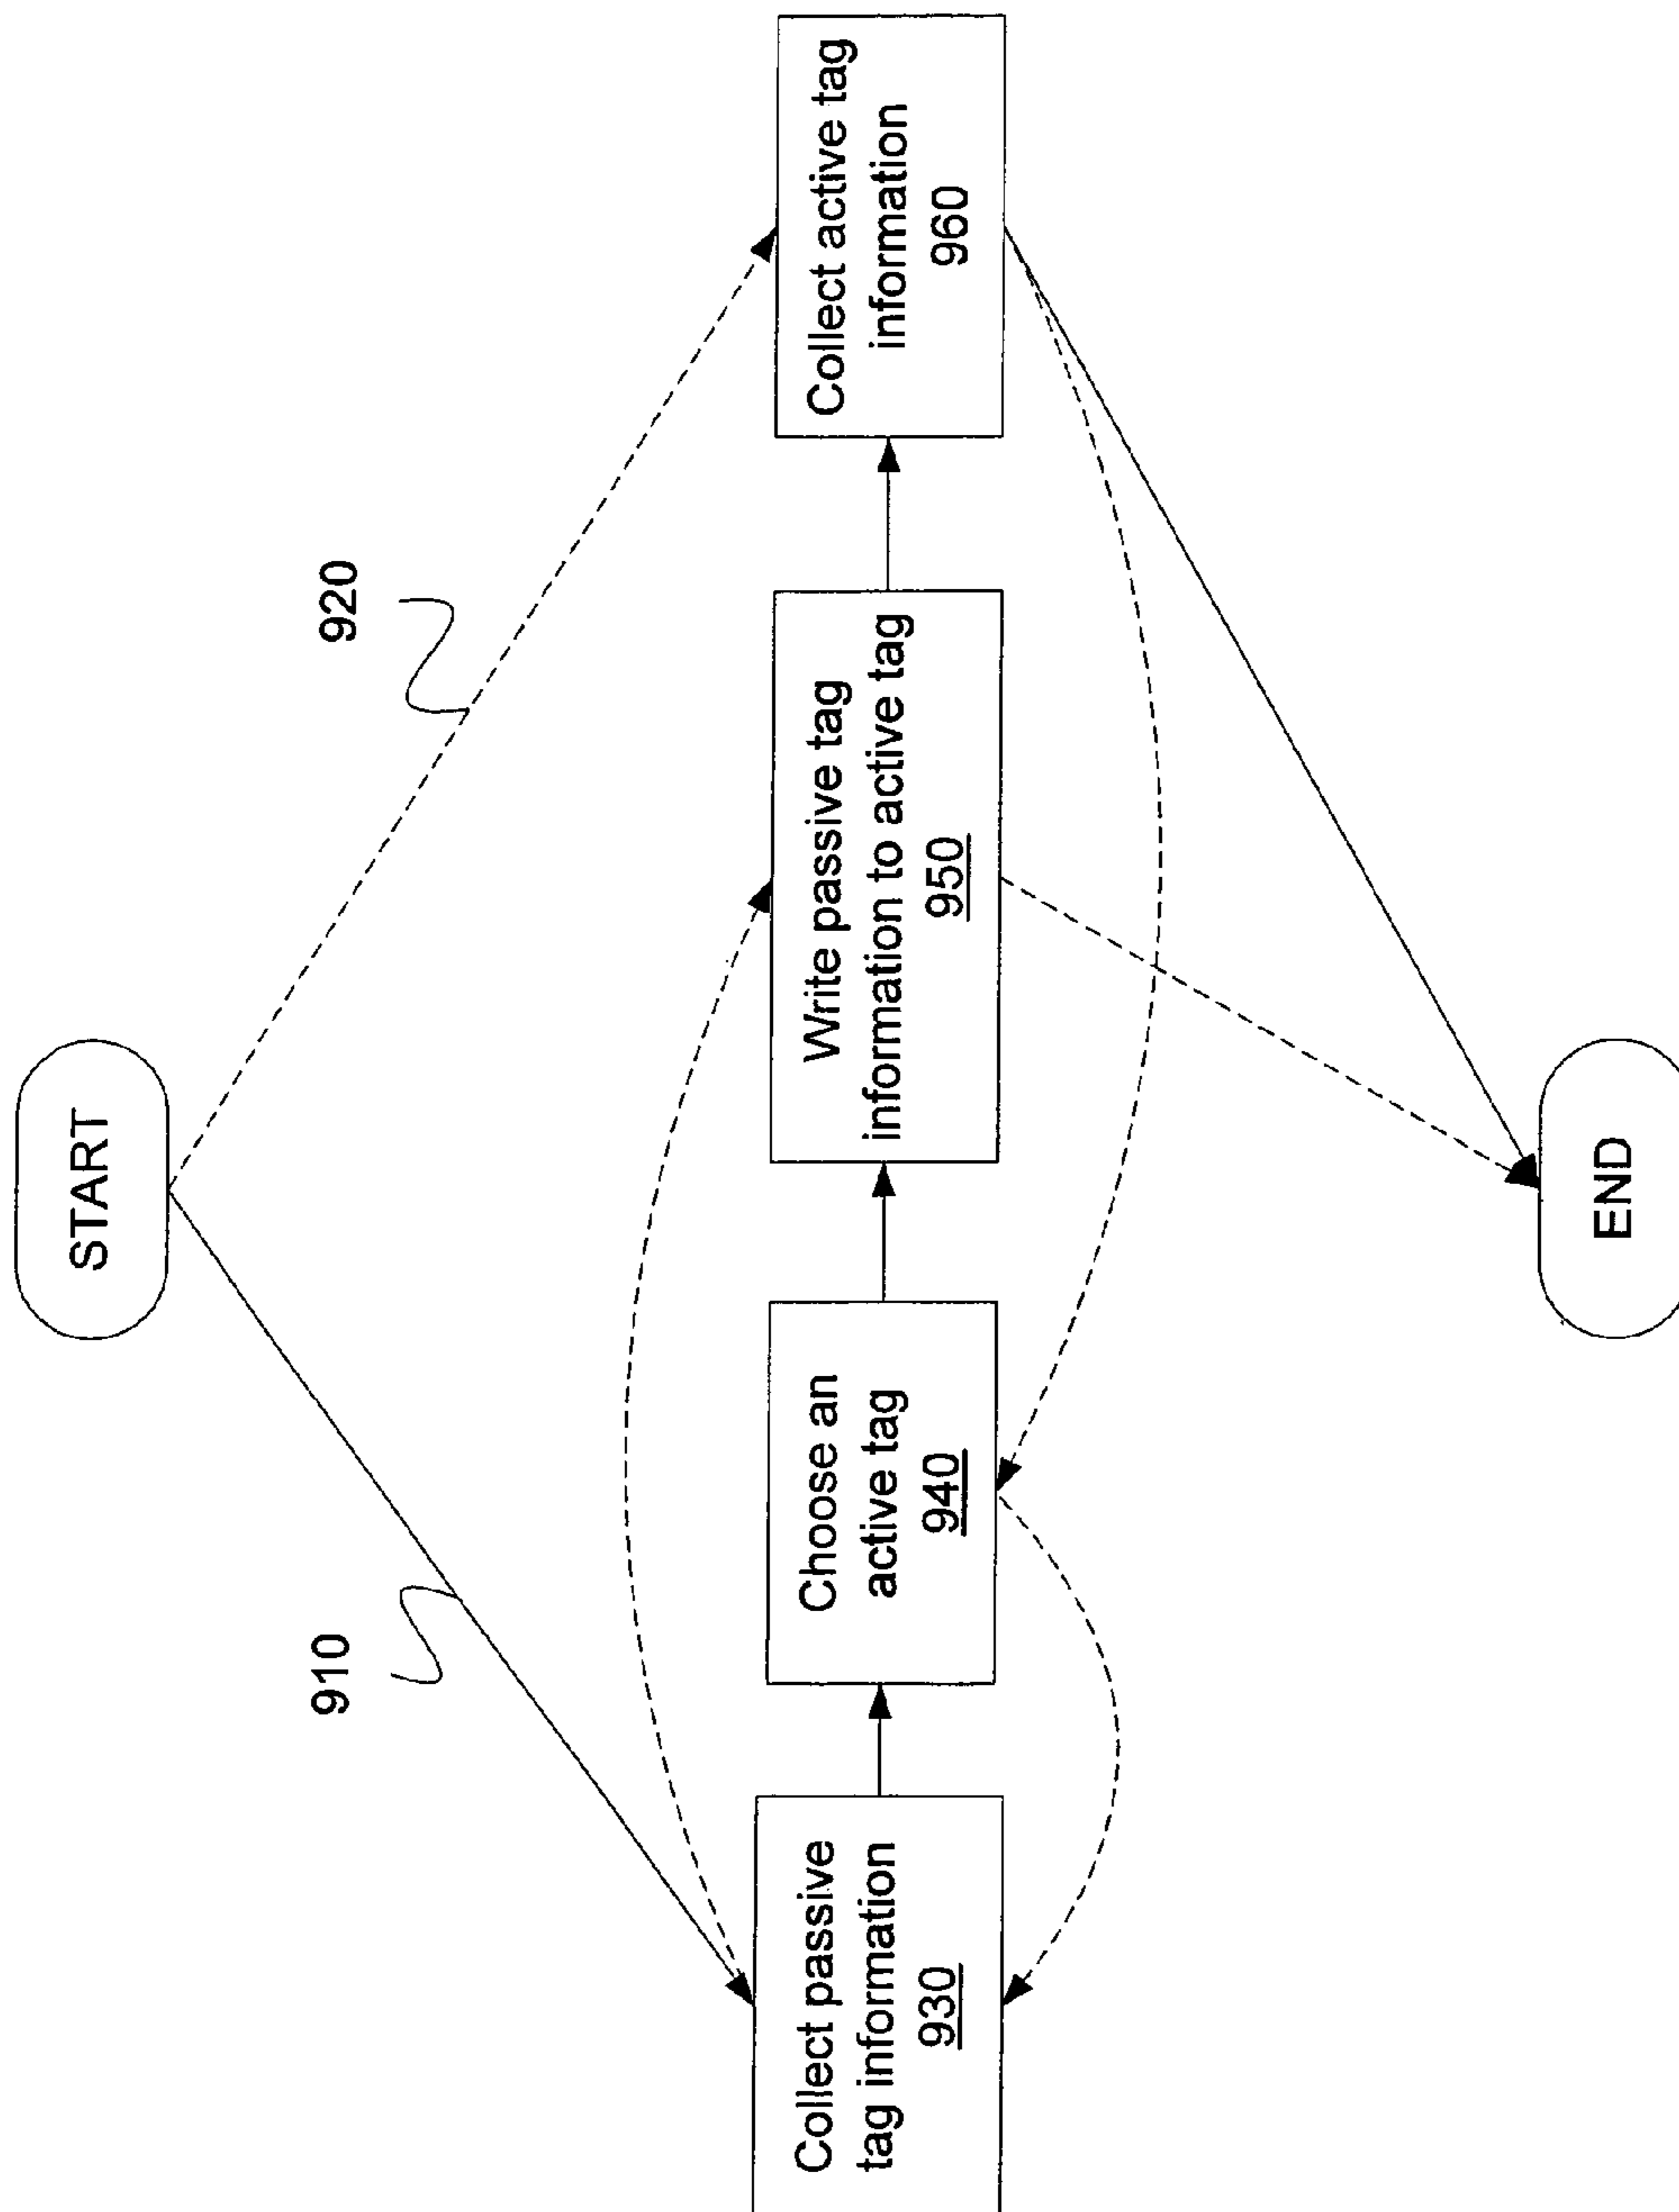 START
910
920
Collect passive
tag information
930
Choose an
active tag
940
Write passive tag
information to active tag
950
Collect active tag
information
960
END